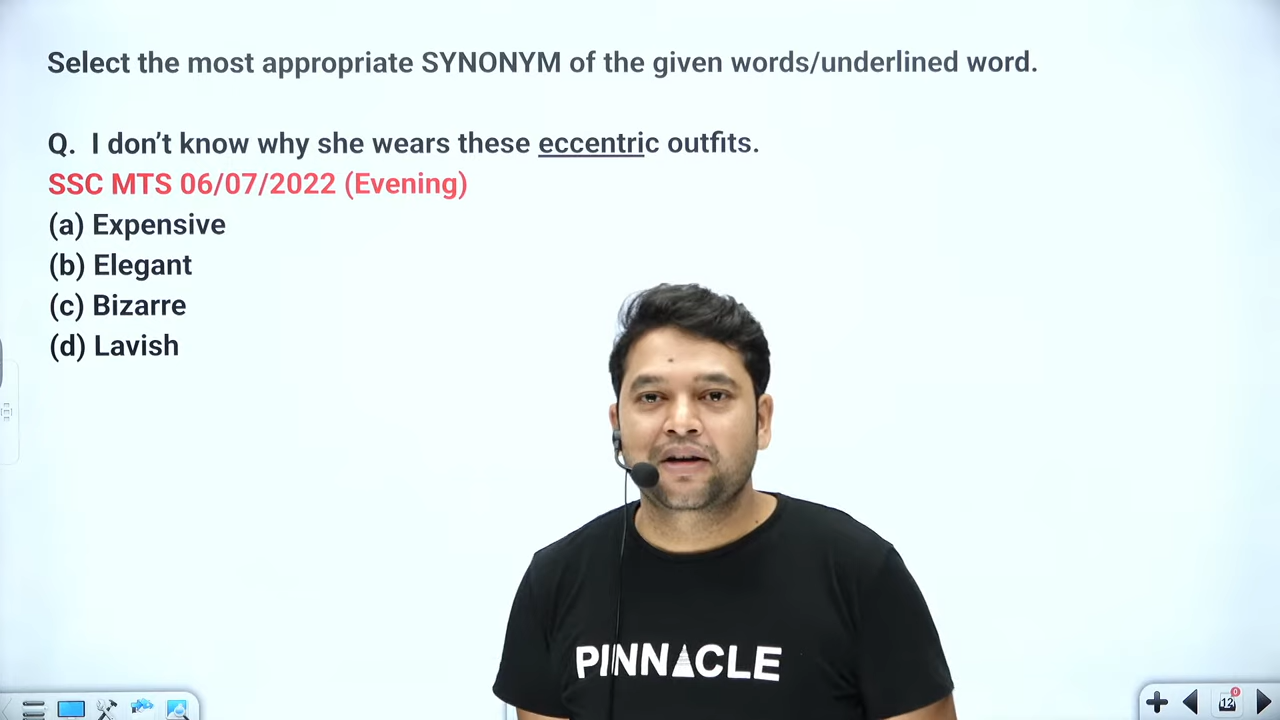 Select the most appropriate SYNONYM of the given words/underlined word.
Q. I don’t know why she wears these eccentric outfits.
SSC MTS 06/07/2022 (Evening)
(a) Expensive
(b) Elegant
(c) Bizarre
(d) Lavish
PINNACLE
12
0